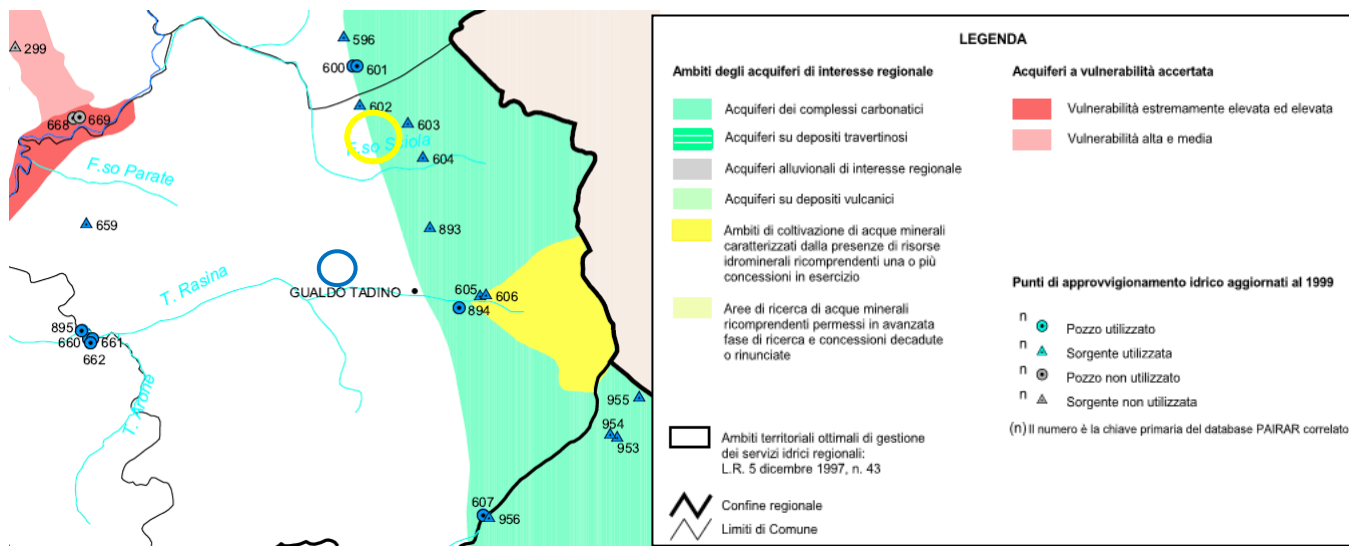 299
596
600
601
602
603
668
669
F.so Sciola
604
F.so Parate
659
893
T. Rasina
GUALDO TADINO
605
606
894
895
660
661
662
T. Arone
955
954
953
607
956
LEGENDA
Ambiti degli acquiferi di interesse regionale
Acquiferi dei complessi carbonatici
Acquiferi su depositi travertinosi
Acquiferi alluvionali di interesse regionale
Acquiferi su depositi vulcanici
Ambiti di coltivazione di acque minerali
caratterizzati dalla presenze di risorse
idrominerali ricomprendenti una o più
concessioni in esercizio
Aree di ricerca di acque minerali
ricomprendenti permessi in avanzata
fase di ricerca e concessioni decadute
o rinunciate
Ambiti territoriali ottimali di gestione
dei servizi idrici regionali:
L.R. 5 dicembre 1997, n. 43
Confine regionale
Limiti di Comune
Acquiferi a vulnerabilità accertata
Vulnerabilità estremamente elevata ed elevata
Vulnerabilità alta e media
Punti di approvvigionamento idrico aggiornati al 1999
n
Pozzo utilizzato
n
Sorgente utilizzata
n
Pozzo non utilizzato
n
Sorgente non utilizzata
(n) Il numero è la chiave primaria del database PAIRAR correlato